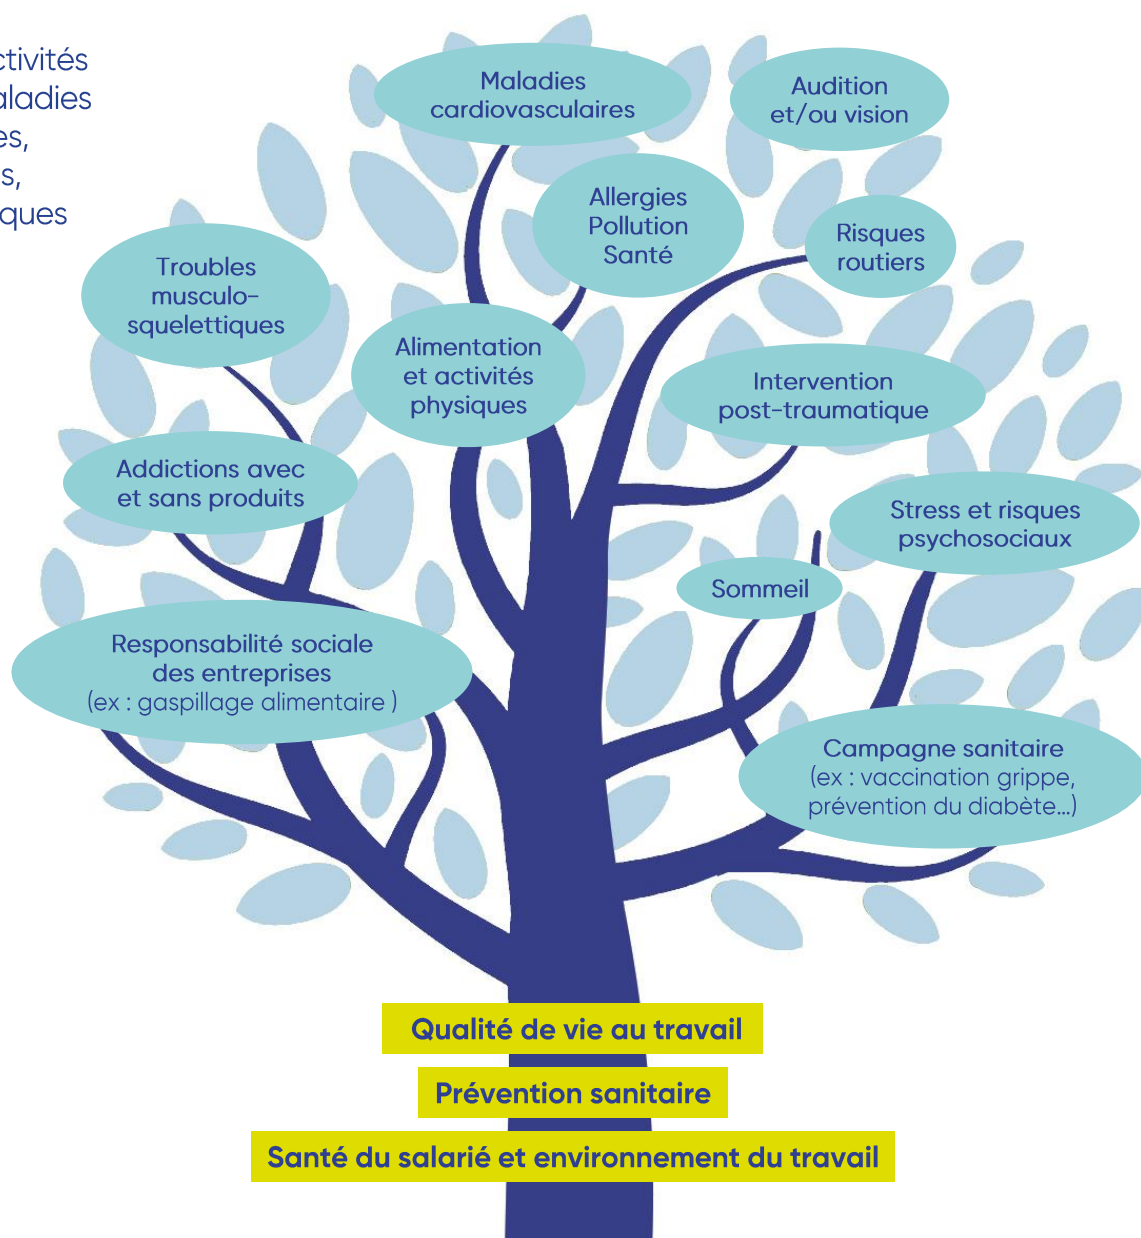 ctivités
aladies
es,
s,
ques
Maladies
cardiovasculaires
Audition
et/ou vision
Allergies
Pollution
Santé
Risques
routiers
Troubles
musculo-
squelettiques
Alimentation
et activités
physiques
Intervention
post-traumatique
Addictions avec
et sans produits
Stress et risques
psychosociaux
Sommeil
Responsabilité sociale
des entreprises
(ex : gaspillage alimentaire )
Campagne sanitaire
(ex : vaccination grippe,
prévention du diabète...)
Qualité de vie au travail
Prévention sanitaire
Santé du salarié et environnement du travail